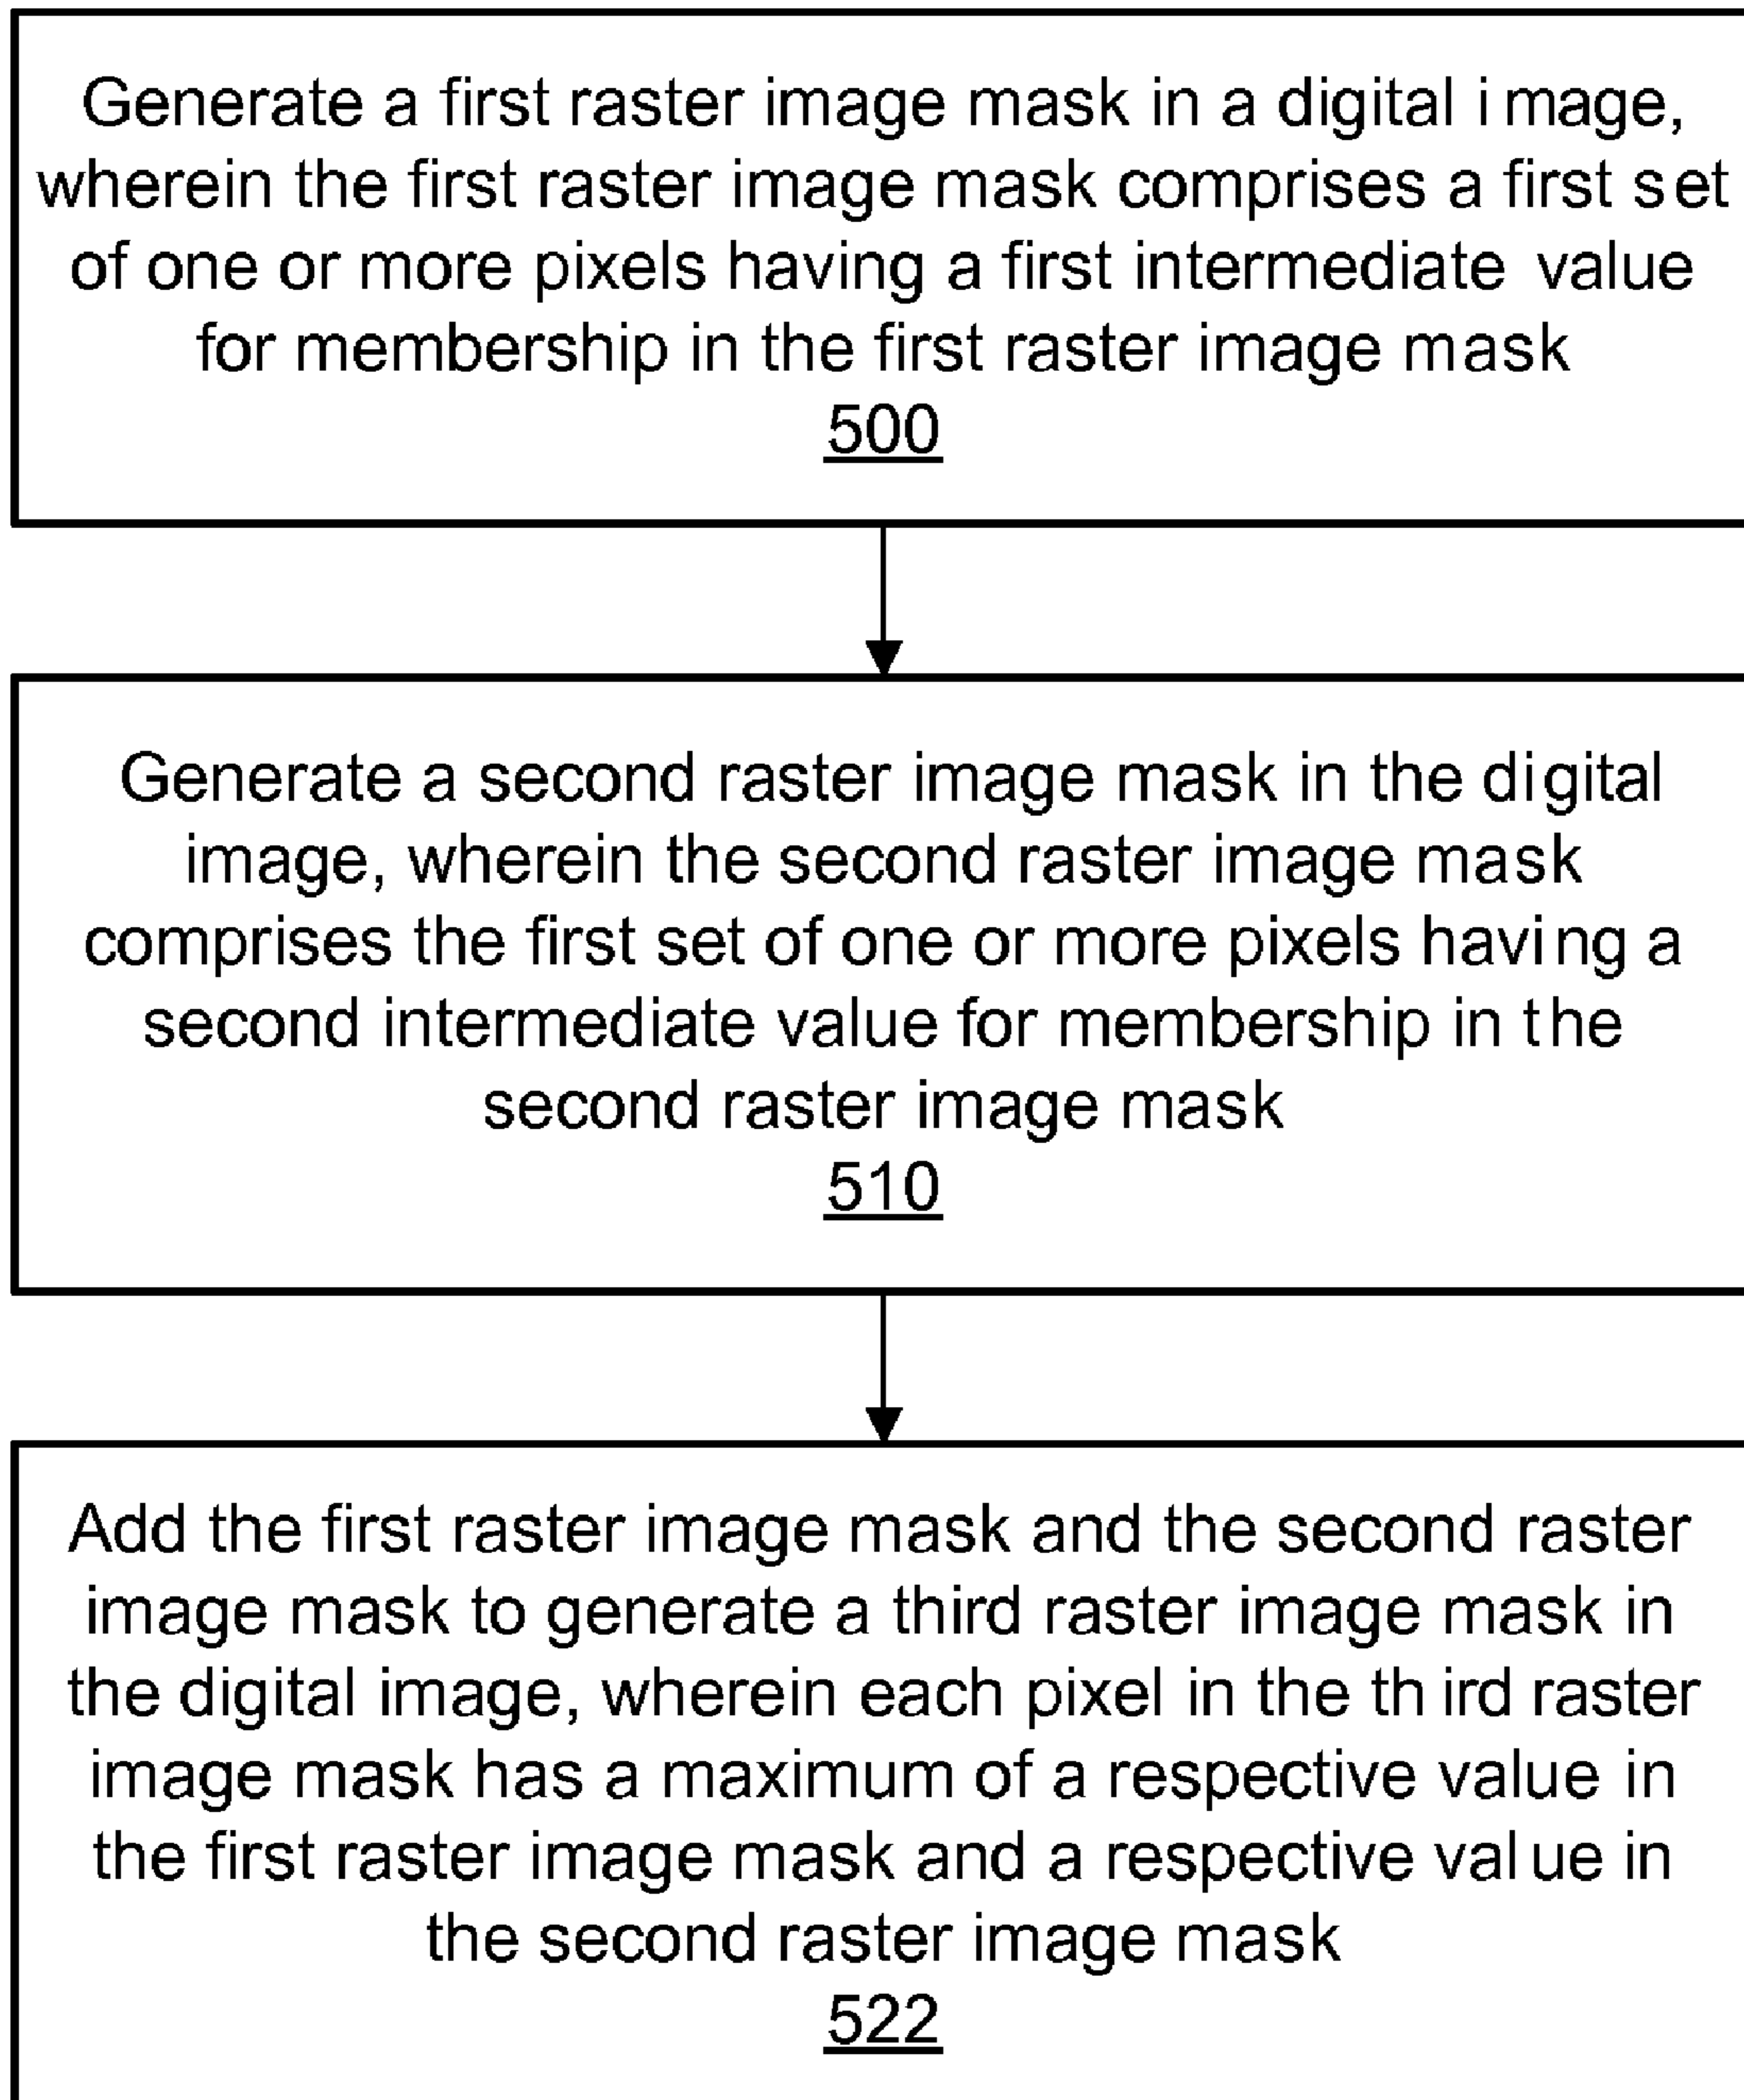 Generate a first raster image mask in a digital image,
wherein the first raster image mask comprises a first set
of one or more pixels having a first intermediate value
for membership in the first raster image mask
500
Generate a second raster image mask in the digital
image, wherein the second raster image mask
comprises the first set of one or more pixels having a
second intermediate value for membership in the
second raster image mask
510
Add the first raster image mask and the second raster
image mask to generate a third raster image mask in
the digital image, wherein each pixel in the third raster
image mask has a maximum of a respective value in
the first raster image mask and a respective value in
the second raster image mask
522